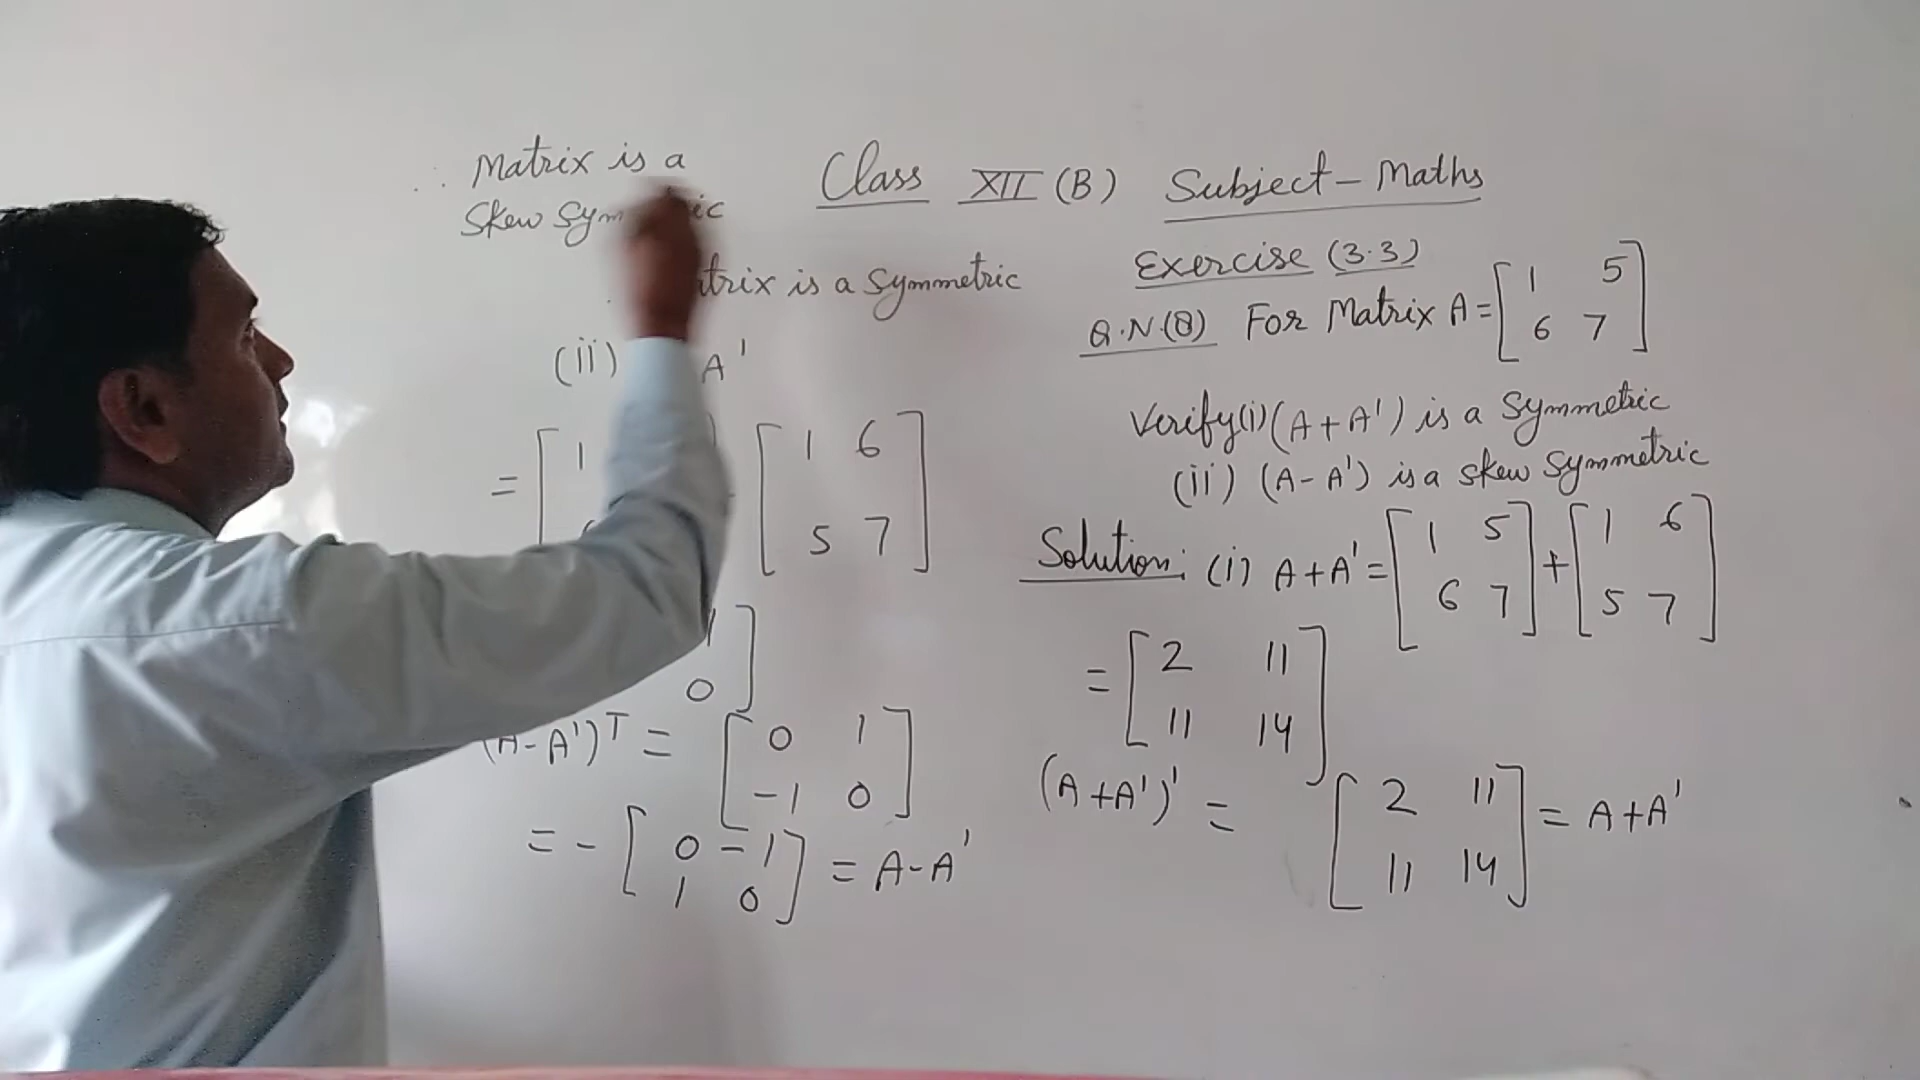 Class XII (B) Subject - Maths
Exercise (3.3)
Q.N.(8) For Matrix A = [1 5
6 7]
Verify (i) (A + A') is a Symmetric
(ii) (A - A') is a Skew Symmetric
Solution: (i) A + A' = [1 5 + [1 6
6 7] 5 7]
= [2 11
11 14]
(A + A')' = [2 11 = A + A'
11 14]
∴ Matrix is a
Skew
is a Symmetric
(ii) A'
= [1 [1 6
5 7]
0]
(A - A')ᵀ = [0 1
-1 0]
= - [0 -1 = A - A'
1 0]